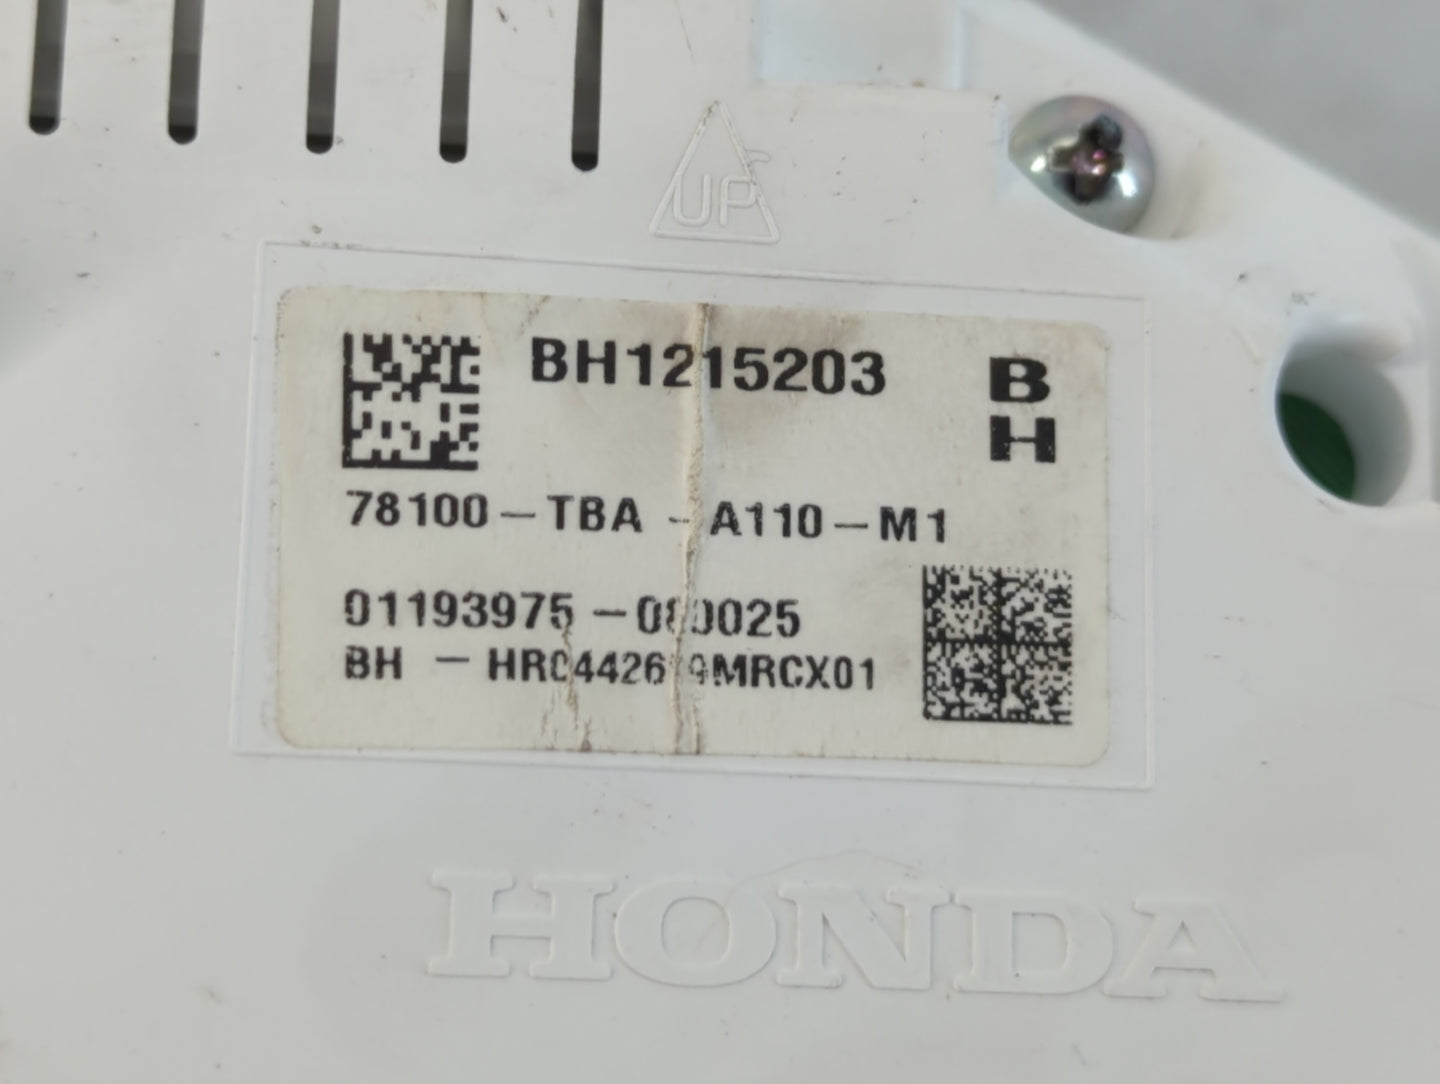 UP
BH1215203
B
H
78100-TBA-A110-M1
BH
HONDA